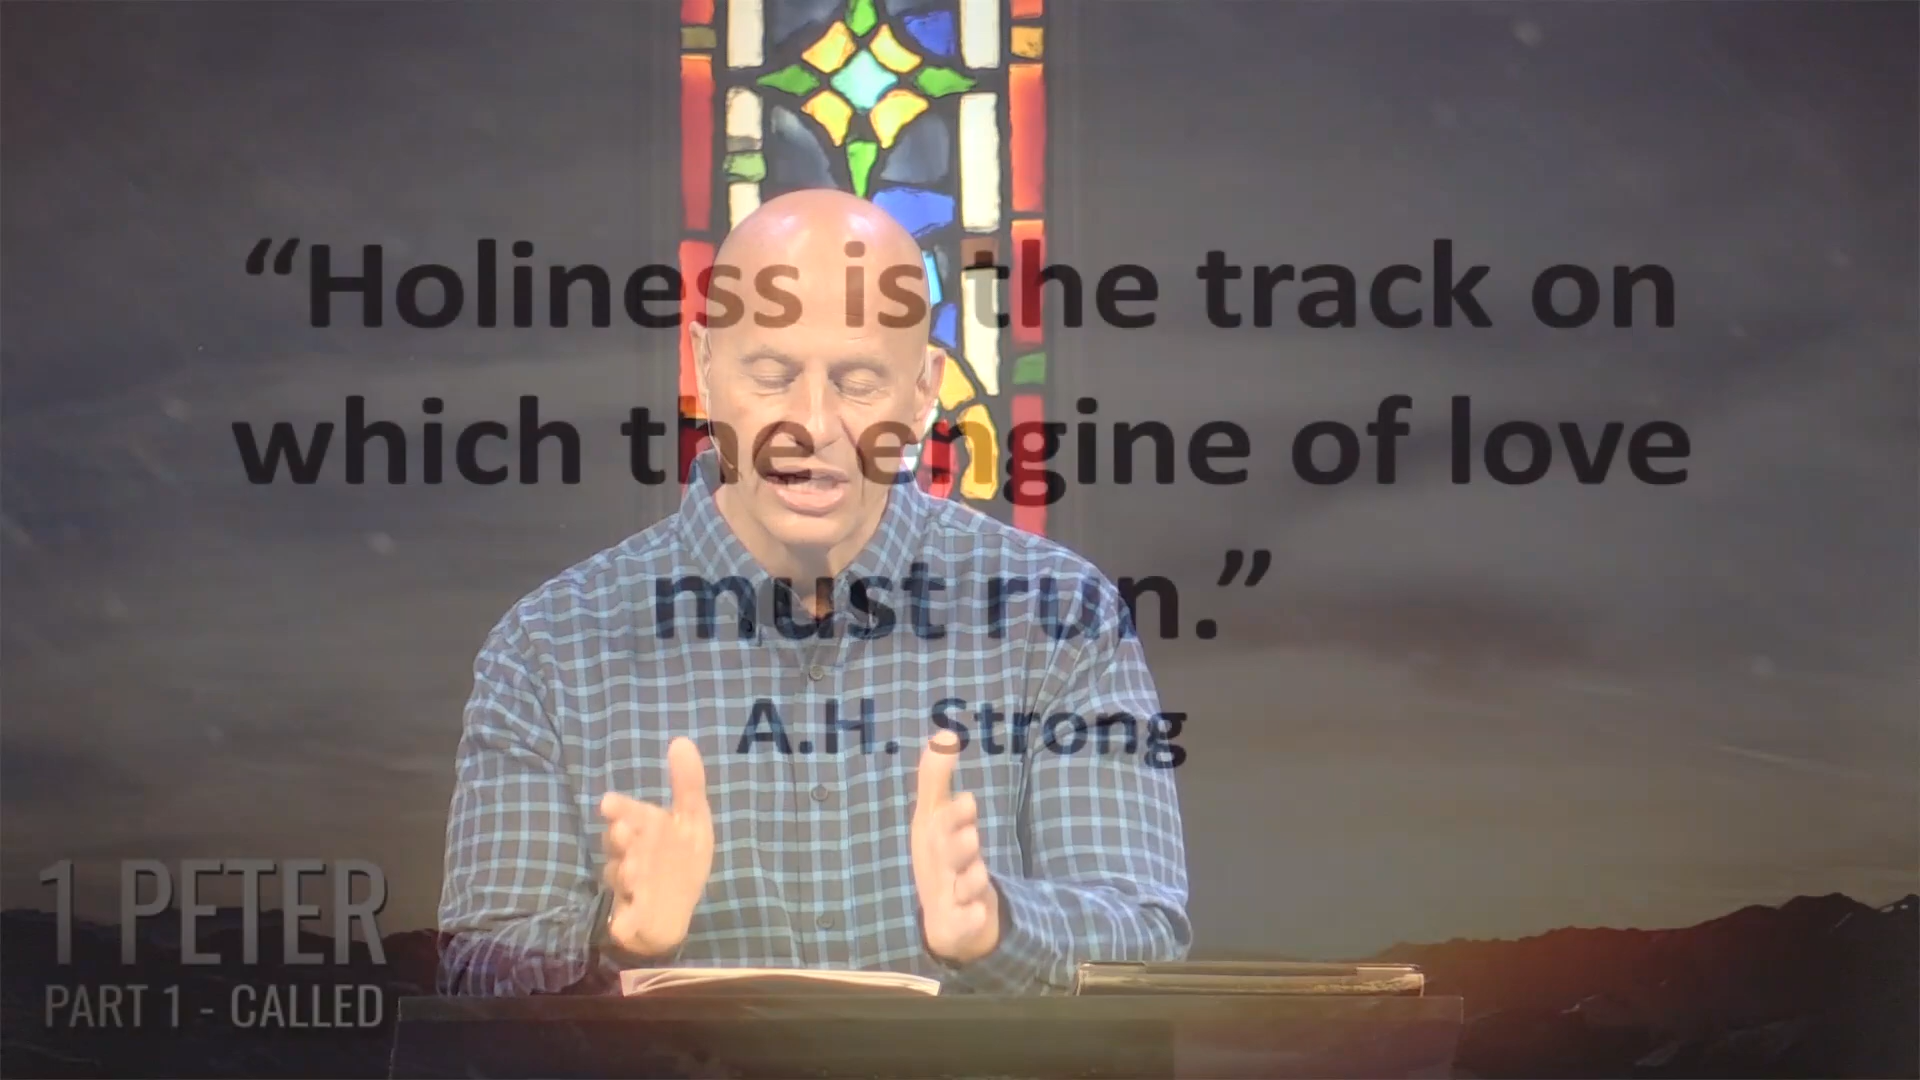 “Holiness is the track on
which the engine of love
must run.”
A.H. Strong
1 PETER
PART 1 - CALLED